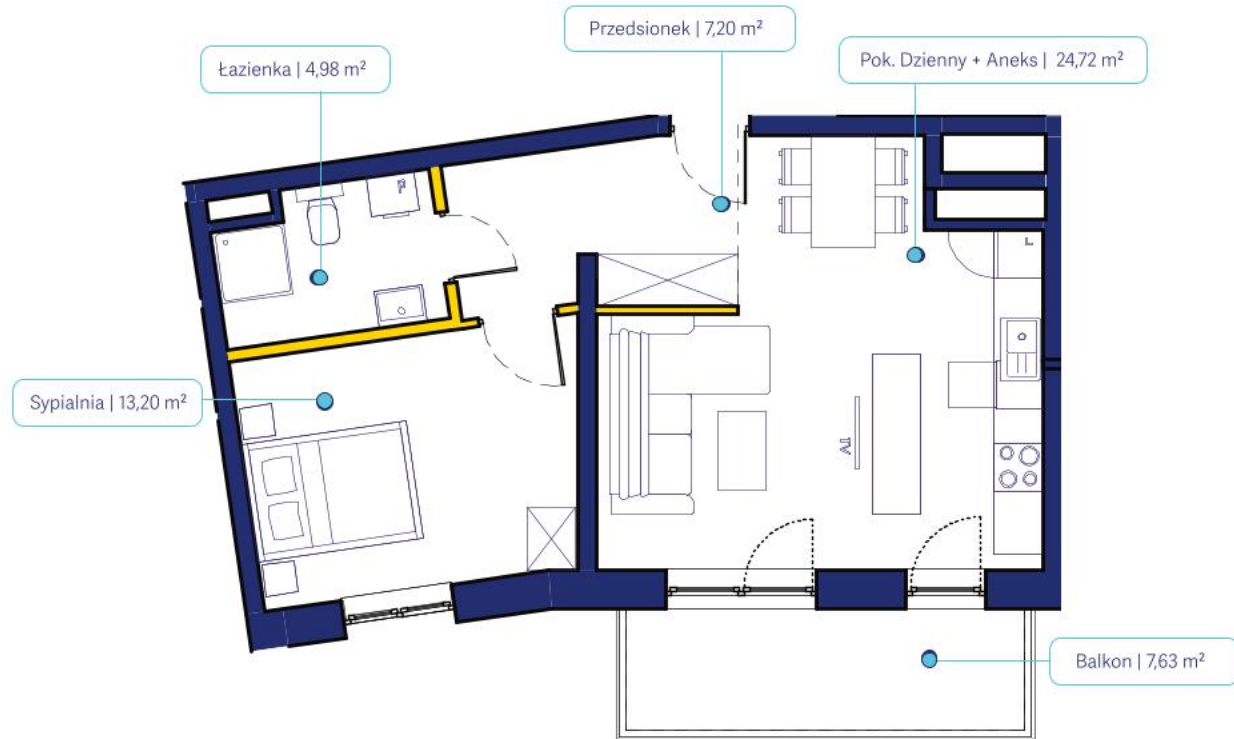 Przedsionek | 7,20 m²
Łazienka | 4,98 m²
Pok. Dzienny + Aneks | 24,72 m²
Sypialnia | 13,20 m²
TV
Balkon | 7,63 m²